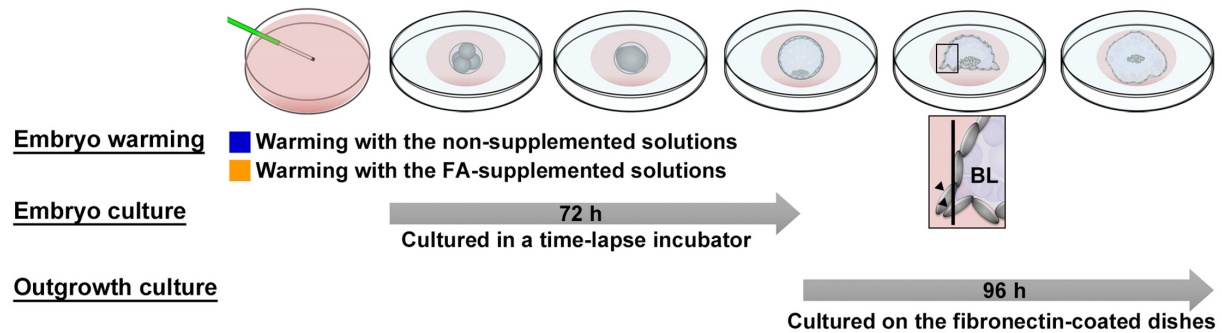 Embryo warming
Warming with the non-supplemented solutions
Warming with the FA-supplemented solutions
BL
Embryo culture
72 h
Cultured in a time-lapse incubator
Outgrowth culture
96 h
Cultured on the fibronectin-coated dishes